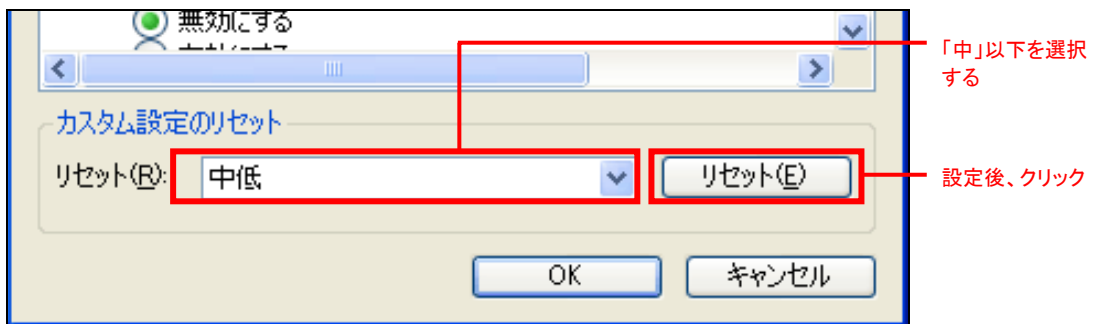 無効にする
「中」以下を選択
する
カスタム設定のリセット
リセット(R): 中低 リセット(E)
設定後、クリック
OK キャンセル